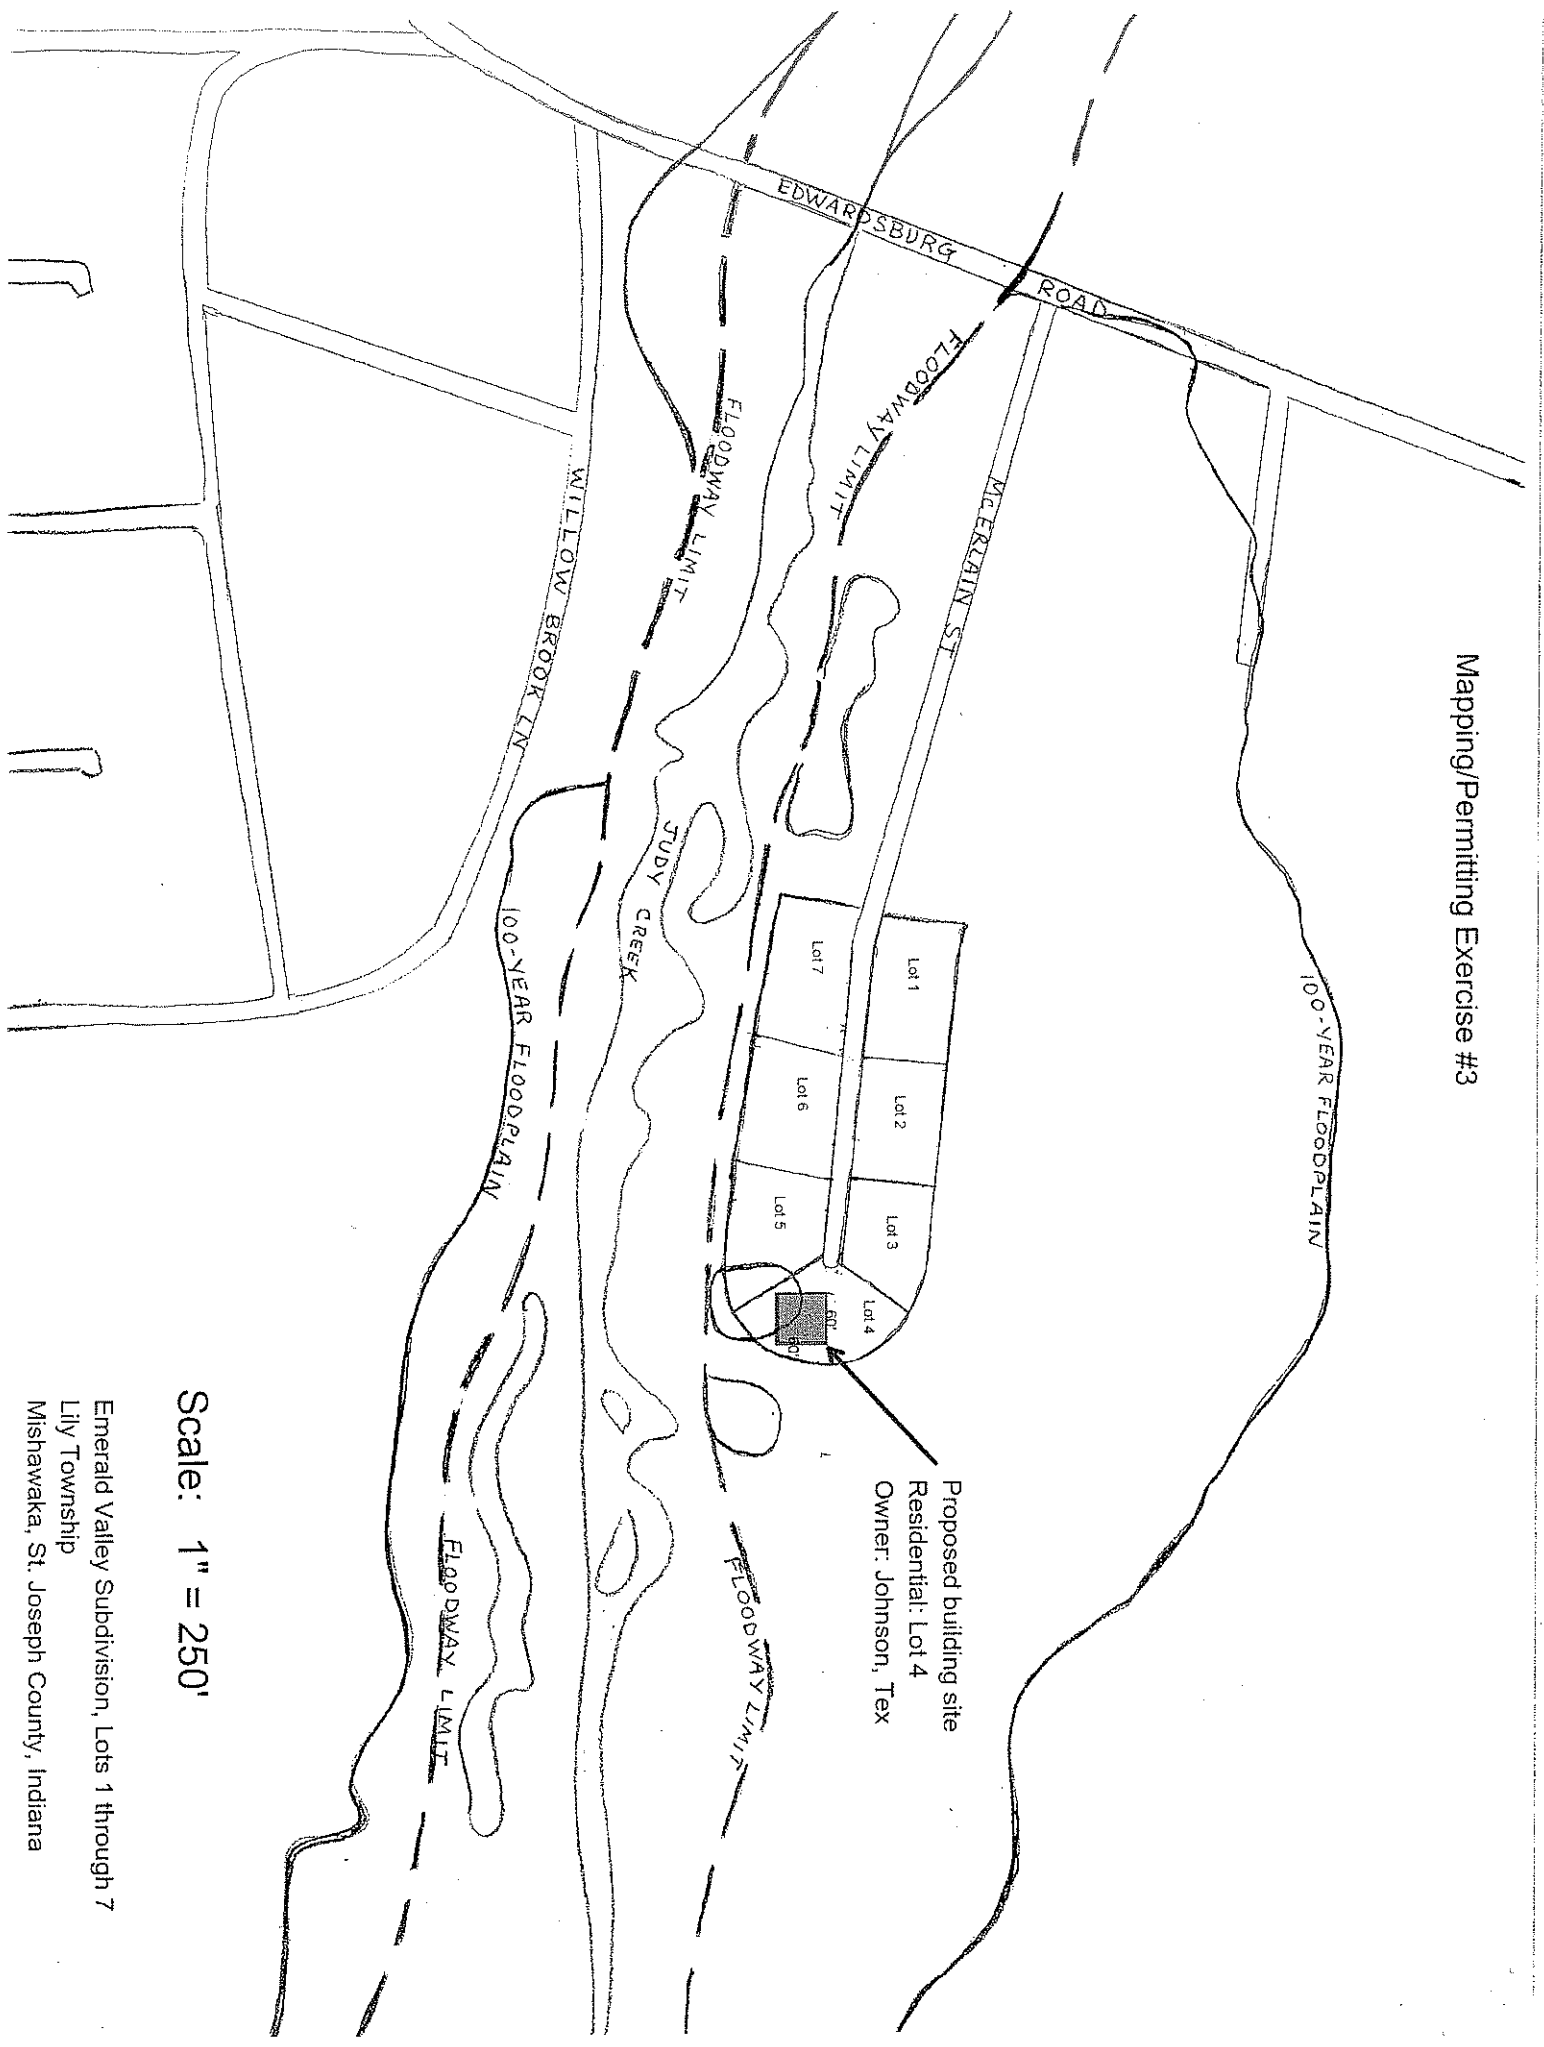 Mapping/Permitting Exercise #3
100-YEAR FLOODPLAIN
EDWARDSBURG ROAD
McERLAIN ST
FLOODWAY LIMIT
Lot 1
Lot 2
Lot 3
Lot 4
Lot 7
Lot 6
Lot 5
60'
60'
Proposed building site
Residential: Lot 4
Owner: Johnson, Tex
FLOODWAY LIMIT
FLOODWAY LIMIT
JUDY CREEK
WILLOW BROOK LN
100-YEAR FLOODPLAIN
FLOODWAY LIMIT
Scale: 1" = 250'
Emerald Valley Subdivision, Lots 1 through 7
Lily Township
Mishawaka, St. Joseph County, Indiana